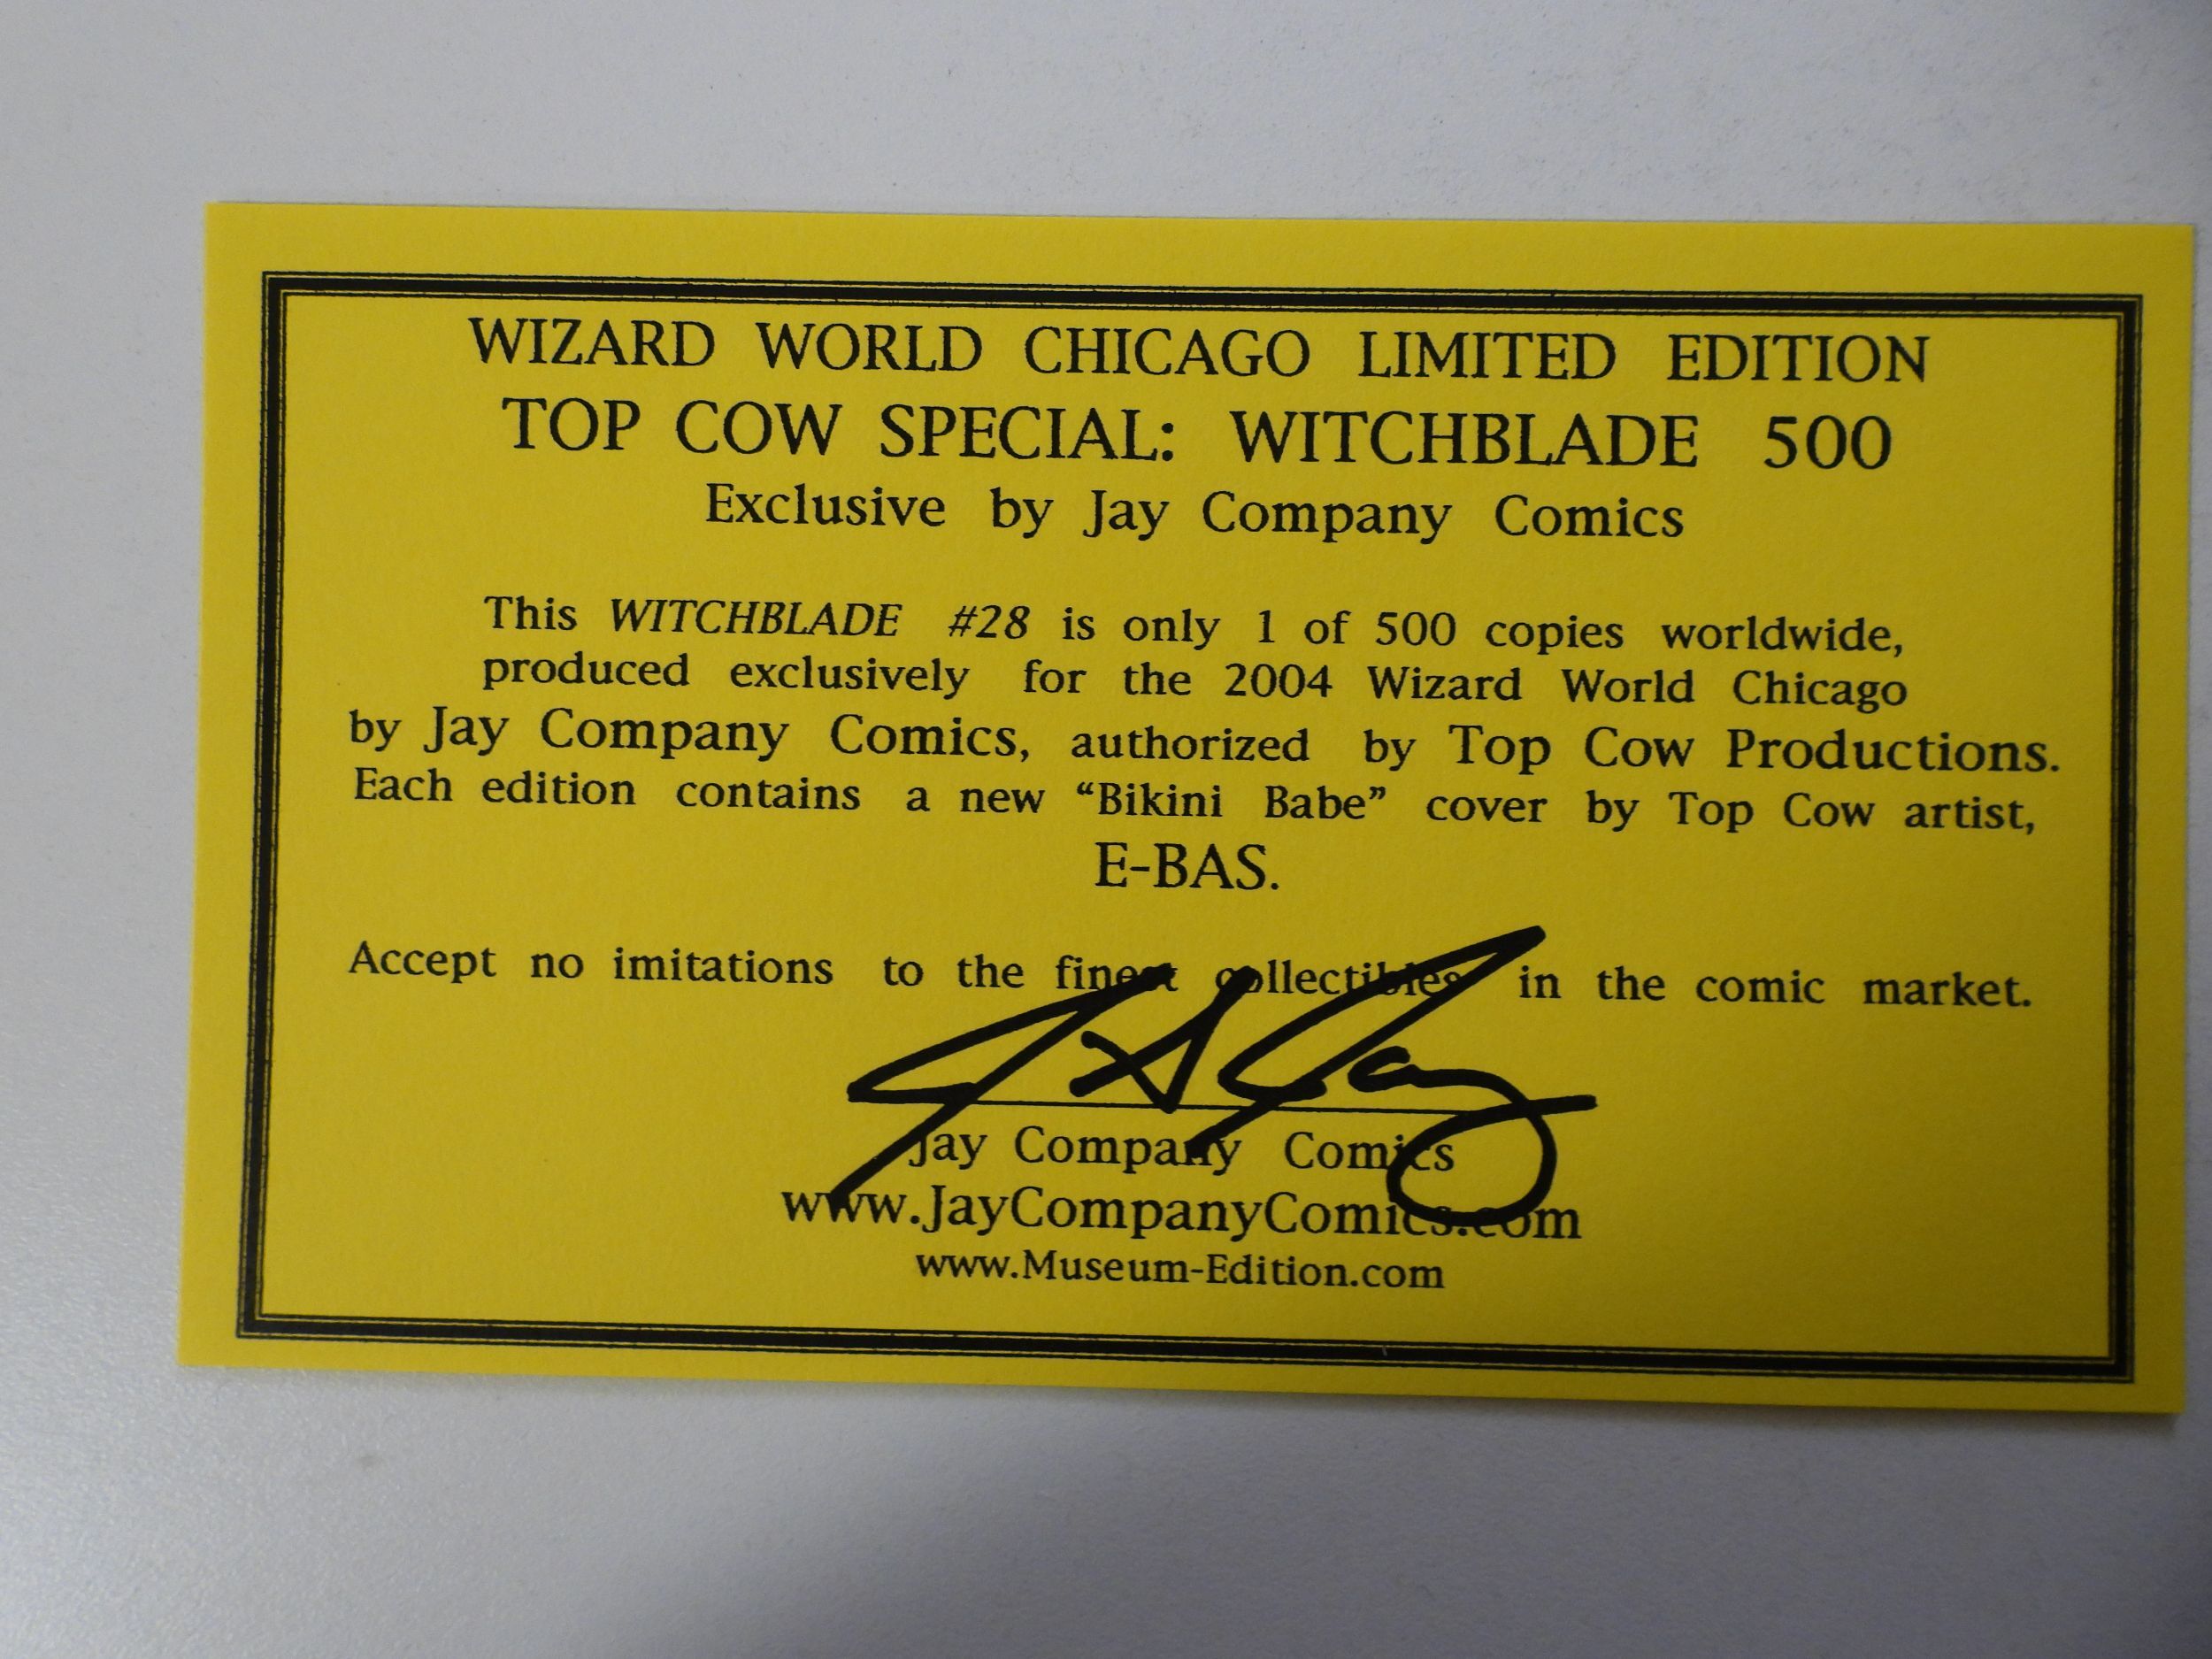 WIZARD WORLD CHICAGO LIMITED EDITION
TOP COW SPECIAL: WITCHBLADE 500
Exclusive by Jay Company Comics
This WITCHBLADE #28 is only 1 of 500 copies worldwide,
produced exclusively for the 2004 Wizard World Chicago
by Jay Company Comics, authorized by Top Cow Productions.
Each edition contains a new “Bikini Babe” cover by Top Cow artist,
E-BAS.
Accept no imitations to the finest collectibles in the comic market.
Jay Company Comics
www.JayCompanyComics.com
www.Museum-Edition.com